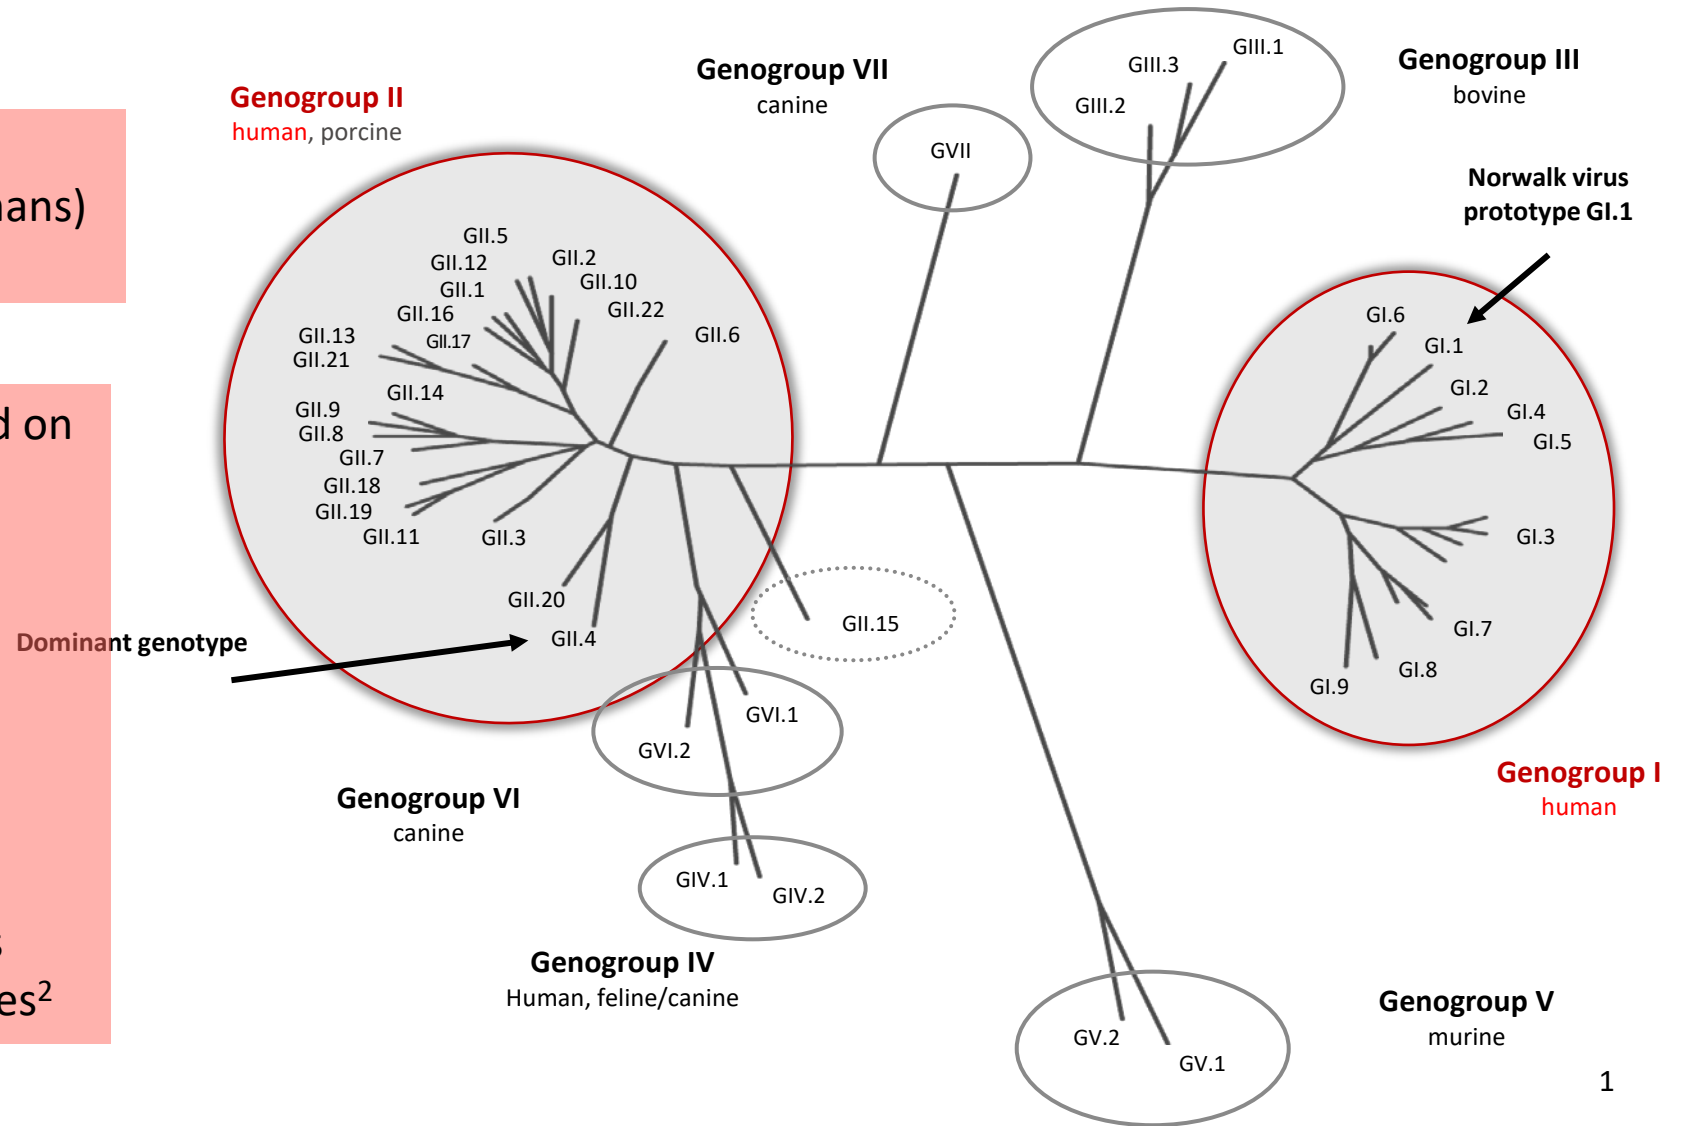 mans)
d on
s
es²
Dominant genotype
Genogroup II
human, porcine
GII.5
GII.12
GII.2
GII.1
GII.10
GII.16
GII.22
GII.13
GII.17
GII.6
GII.21
GII.14
GII.9
GII.8
GII.7
GII.18
GII.19
GII.11
GII.3
GII.20
GII.4
GII.15
Genogroup VII
canine
GVII
Genogroup III
bovine
GIII.1
GIII.3
GIII.2
Norwalk virus
prototype GI.1
GI.6
GI.1
GI.2
GI.4
GI.5
GI.3
GI.7
GI.8
GI.9
Genogroup I
human
GVI.1
GVI.2
Genogroup VI
canine
GIV.1
GIV.2
Genogroup IV
Human, feline/canine
GV.2
GV.1
Genogroup V
murine
1